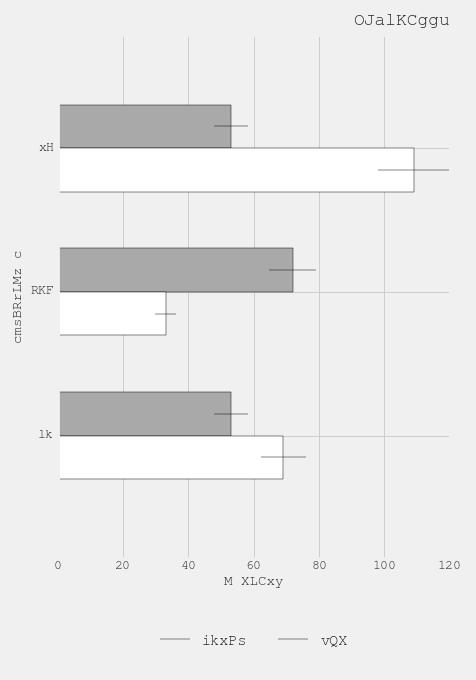 OJalKCggu
xH
RKF
lk
cmsBRrLMz c
0 20 40 60 80 100 120
M XLCxy
ikxPs vQX